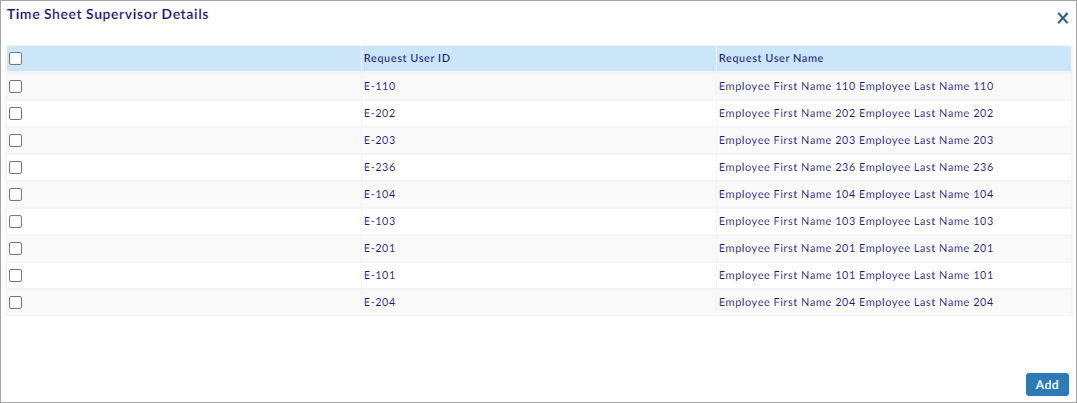 Time Sheet Supervisor Details
Request User ID Request User Name
E-110 Employee First Name 110 Employee Last Name 110
E-202 Employee First Name 202 Employee Last Name 202
E-203 Employee First Name 203 Employee Last Name 203
E-236 Employee First Name 236 Employee Last Name 236
E-104 Employee First Name 104 Employee Last Name 104
E-103 Employee First Name 103 Employee Last Name 103
E-201 Employee First Name 201 Employee Last Name 201
E-101 Employee First Name 101 Employee Last Name 101
E-204 Employee First Name 204 Employee Last Name 204
Add